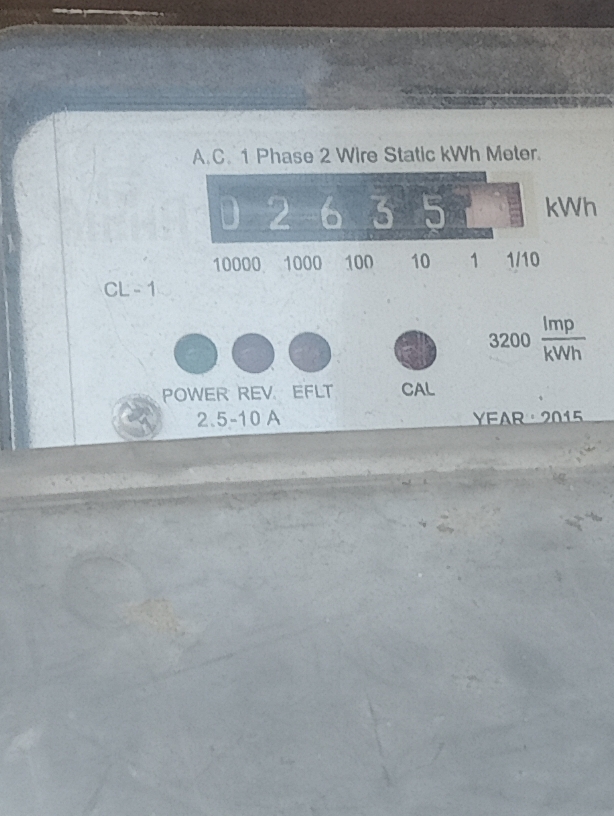 A.C. 1 Phase 2 Wire Static kWh Meter.
0 2 6 3 5 kWh
10000 1000 100 10 1 1/10
CL - 1
3200 Imp/kWh
POWER REV. EFLT CAL
2.5-10 A
YEAR : 2015